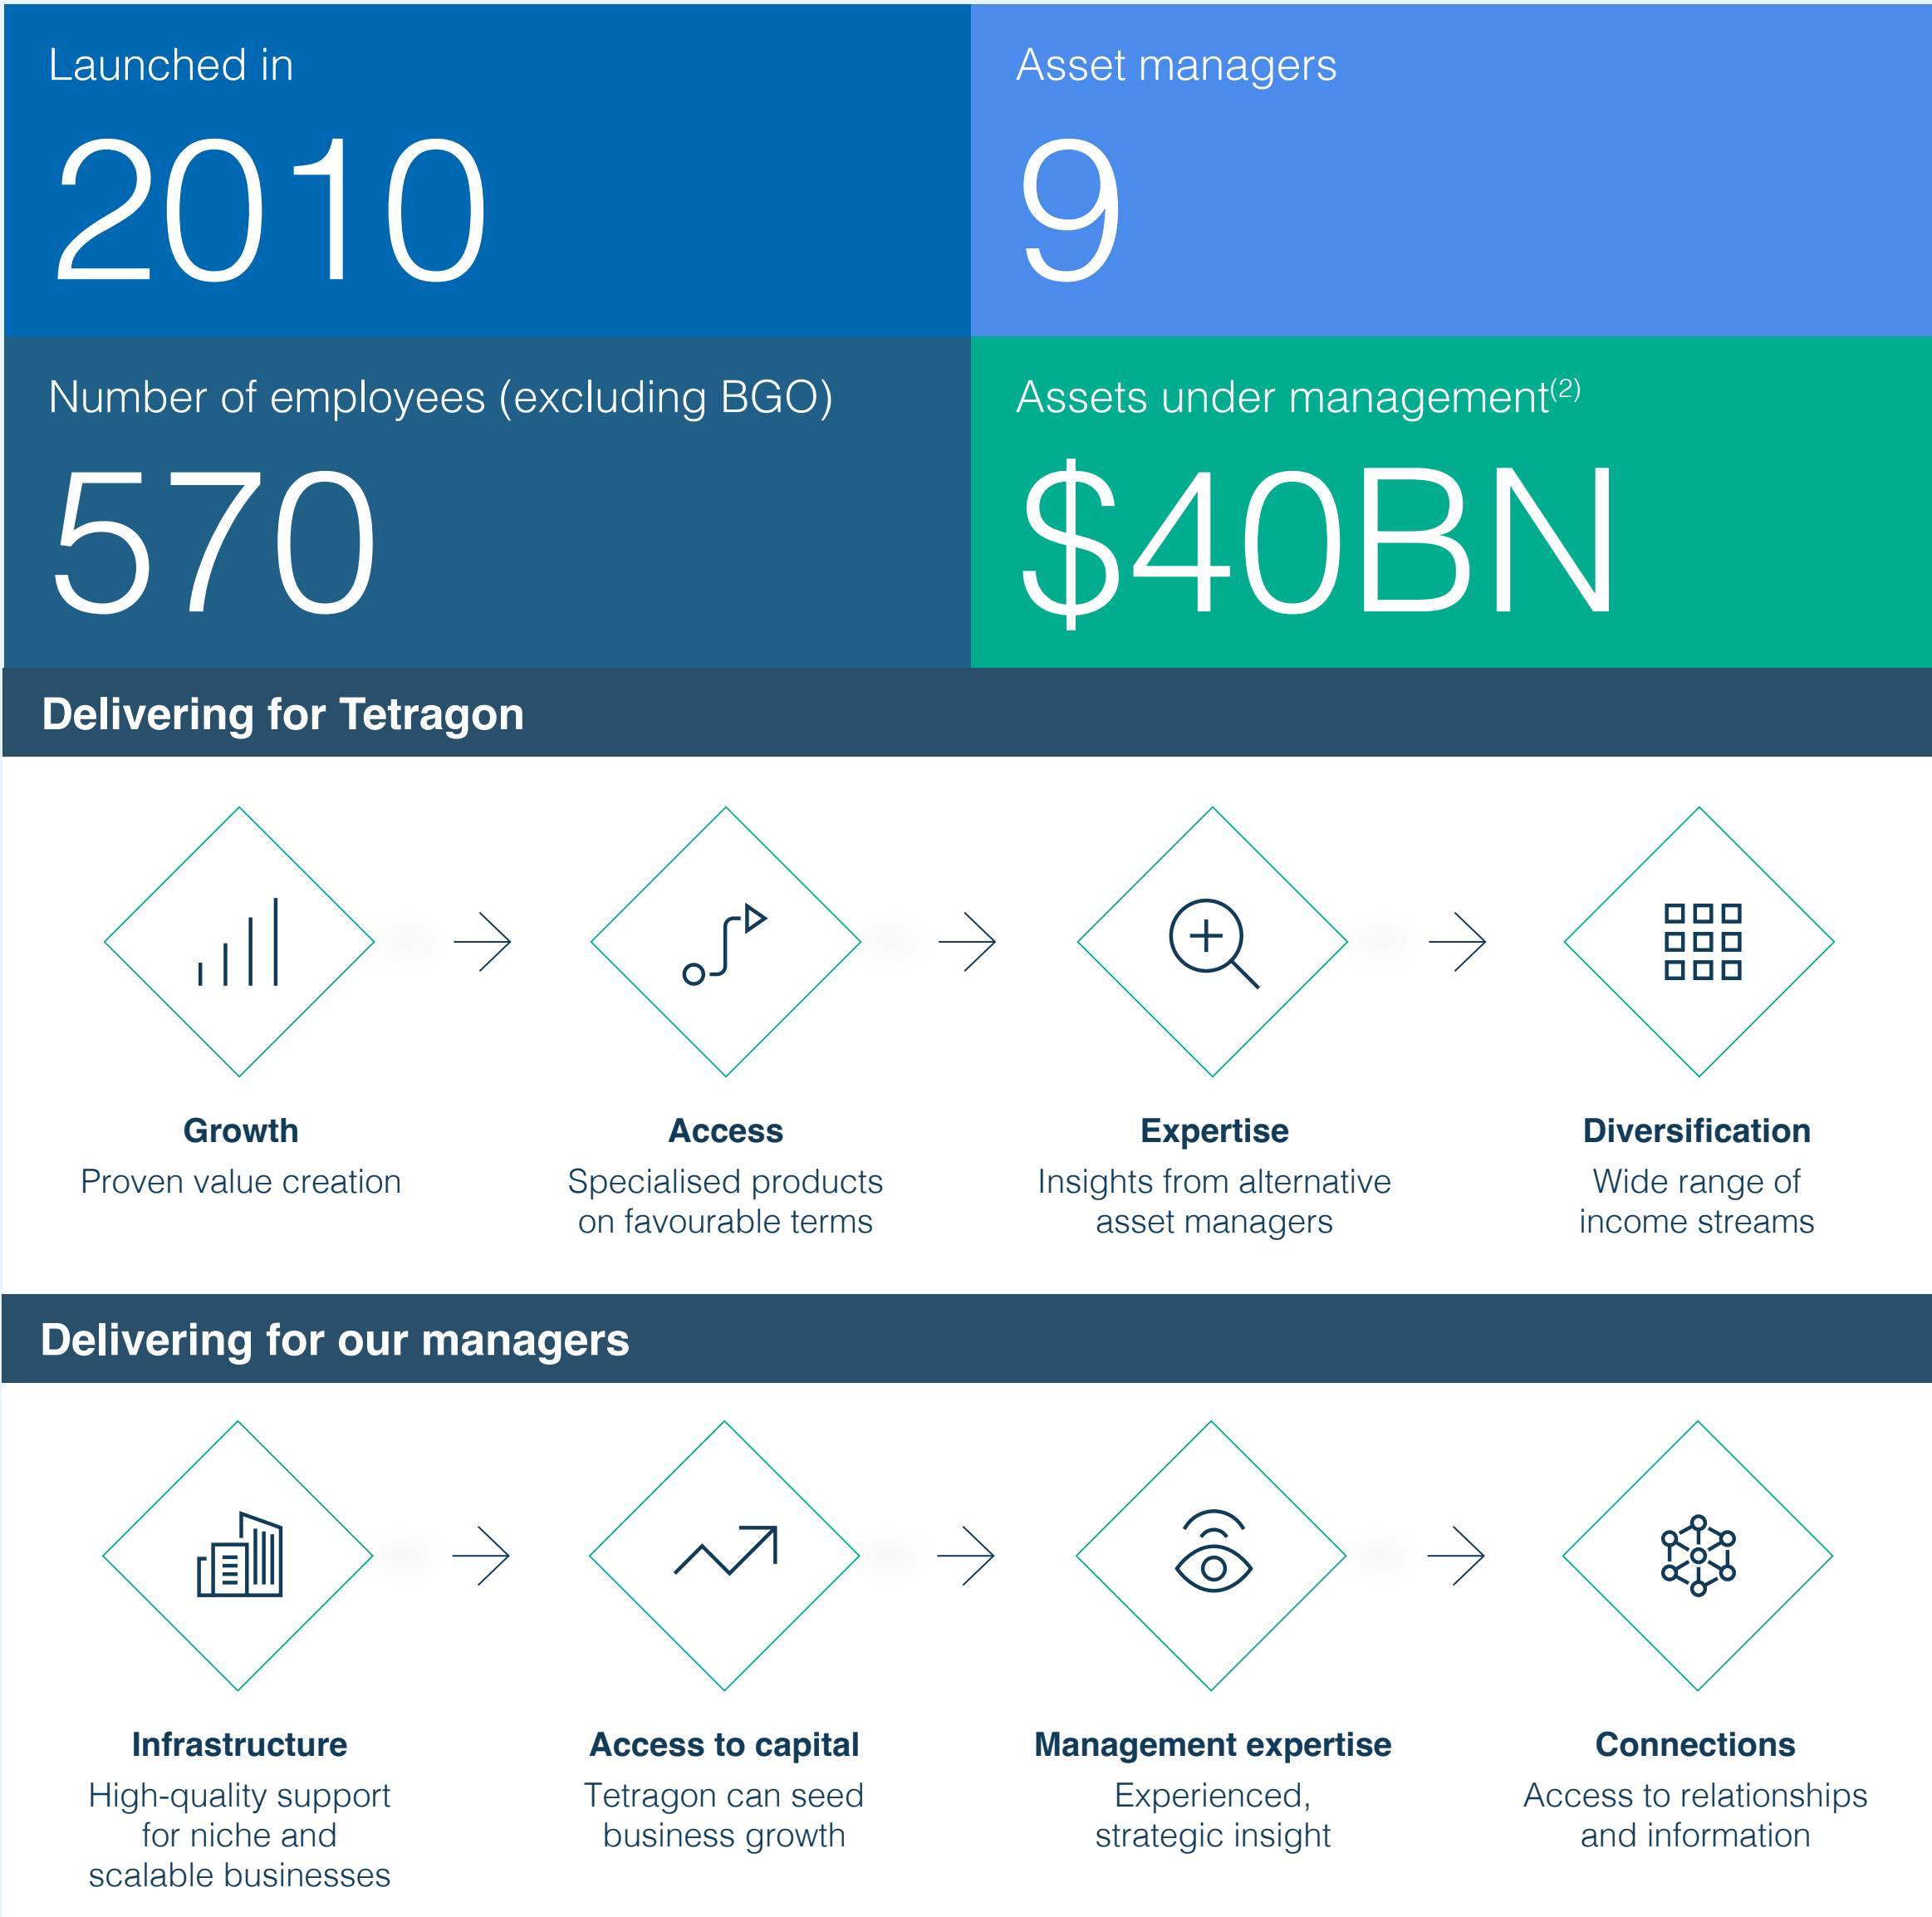 Launched in
2010
Asset managers
9
Number of employees (excluding BGO)
570
Assets under management(2)
$40BN
Delivering for Tetragon
Growth
Proven value creation
Access
Specialised products
on favourable terms
Expertise
Insights from alternative
asset managers
Diversification
Wide range of
income streams
Delivering for our managers
Infrastructure
High-quality support
for niche and
scalable businesses
Access to capital
Tetragon can seed
business growth
Management expertise
Experienced,
strategic insight
Connections
Access to relationships
and information